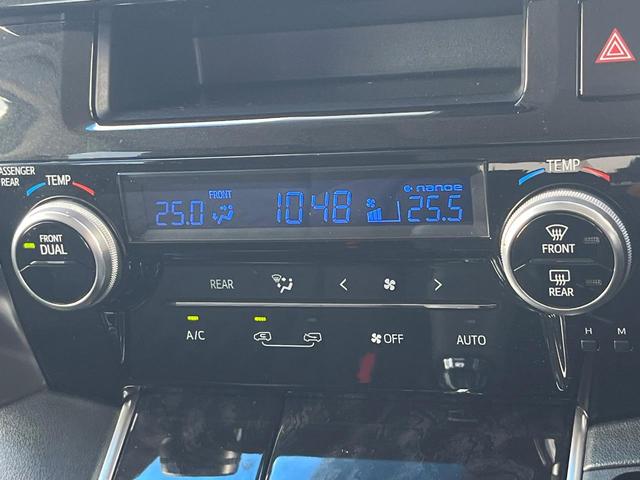 PASSENGER
REAR
TEMP
FRONT
DUAL
25.0
FRONT
10:48
nanoe
25.5
TEMP
FRONT
REAR
REAR
A/C
OFF
AUTO
H
M